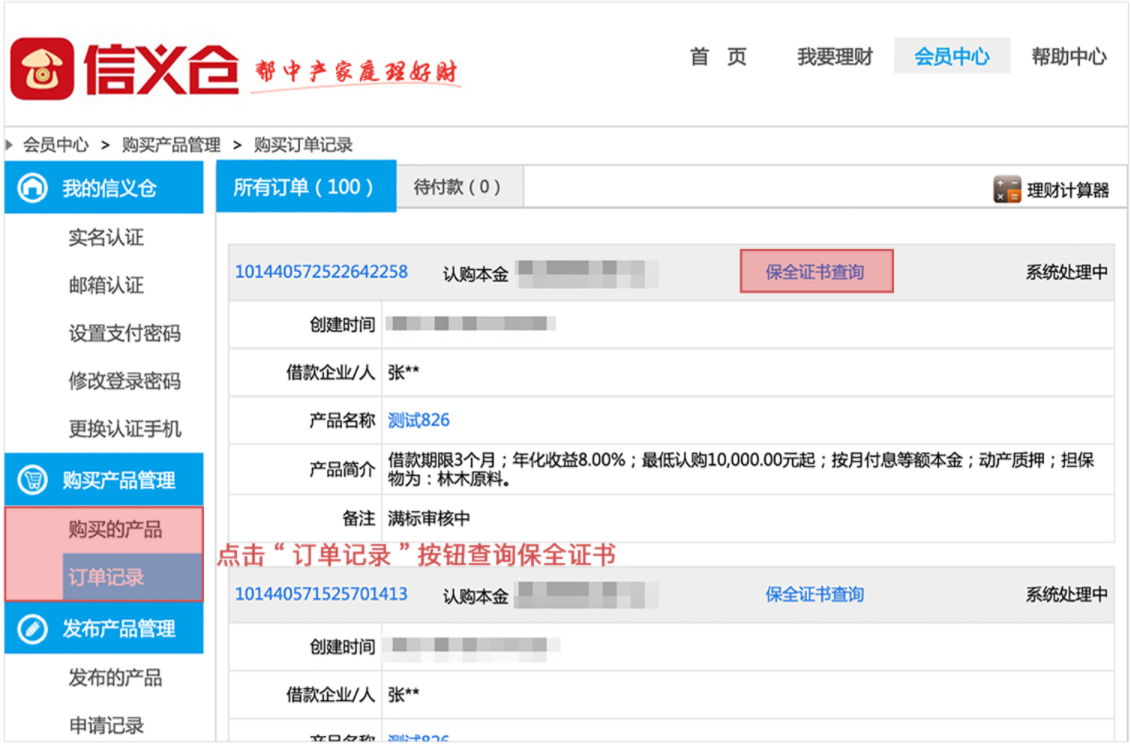 信义仓 帮中产家庭理好财
首 页 我要理财 会员中心 帮助中心
会员中心 > 购买产品管理 > 购买订单记录
我的信义仓
实名认证
邮箱认证
设置支付密码
修改登录密码
更换认证手机
购买产品管理
购买的产品
订单记录
发布产品管理
发布的产品
申请记录
所有订单（100） 待付款（0） 理财计算器
101440572522642258 认购本金 保全证书查询 系统处理中
创建时间
借款企业/人 张**
产品名称 测试826
产品简介 借款期限3个月；年化收益8.00%；最低认购10,000.00元起；按月付息等额本金；动产质押；担保
物为：林木原料。
备注 满标审核中
点击“订单记录”按钮查询保全证书
101440571525701413 认购本金 保全证书查询 系统处理中
创建时间
借款企业/人 张**
产品名称 测试826